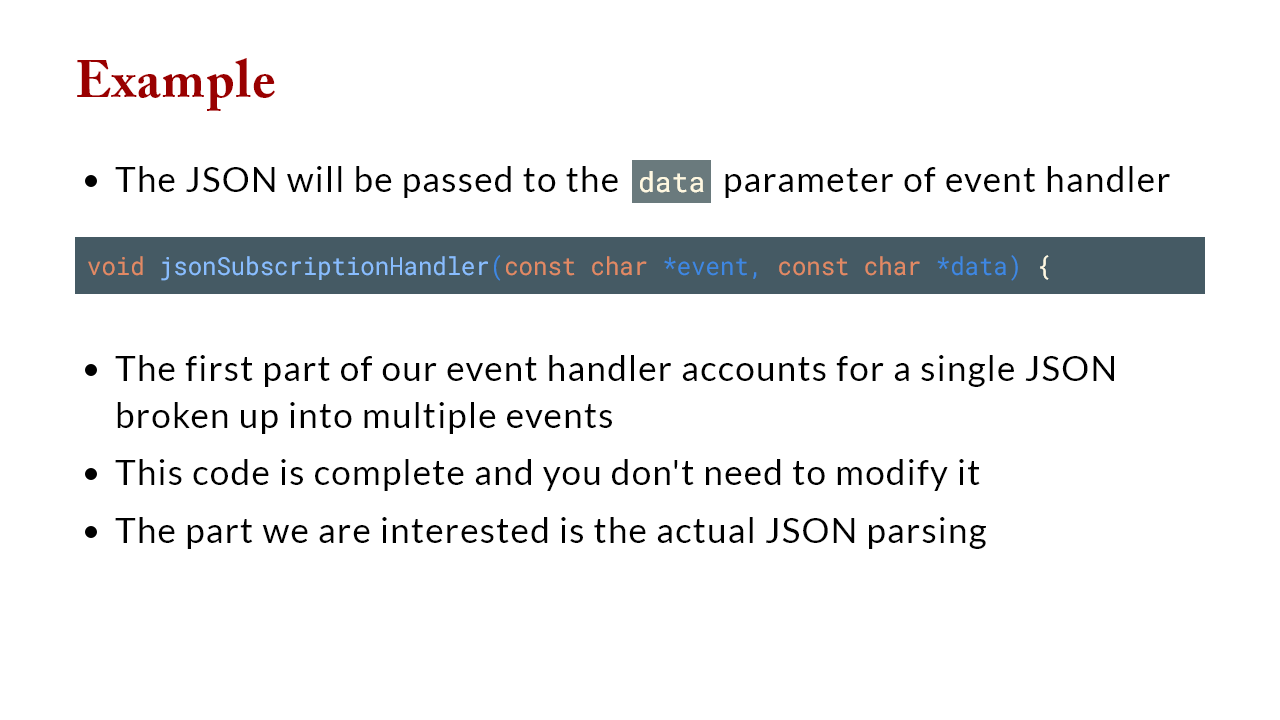 Example
• The JSON will be passed to the data parameter of event handler
void jsonSubscriptionHandler(const char *event, const char *data) {
• The first part of our event handler accounts for a single JSON
broken up into multiple events
• This code is complete and you don't need to modify it
• The part we are interested is the actual JSON parsing